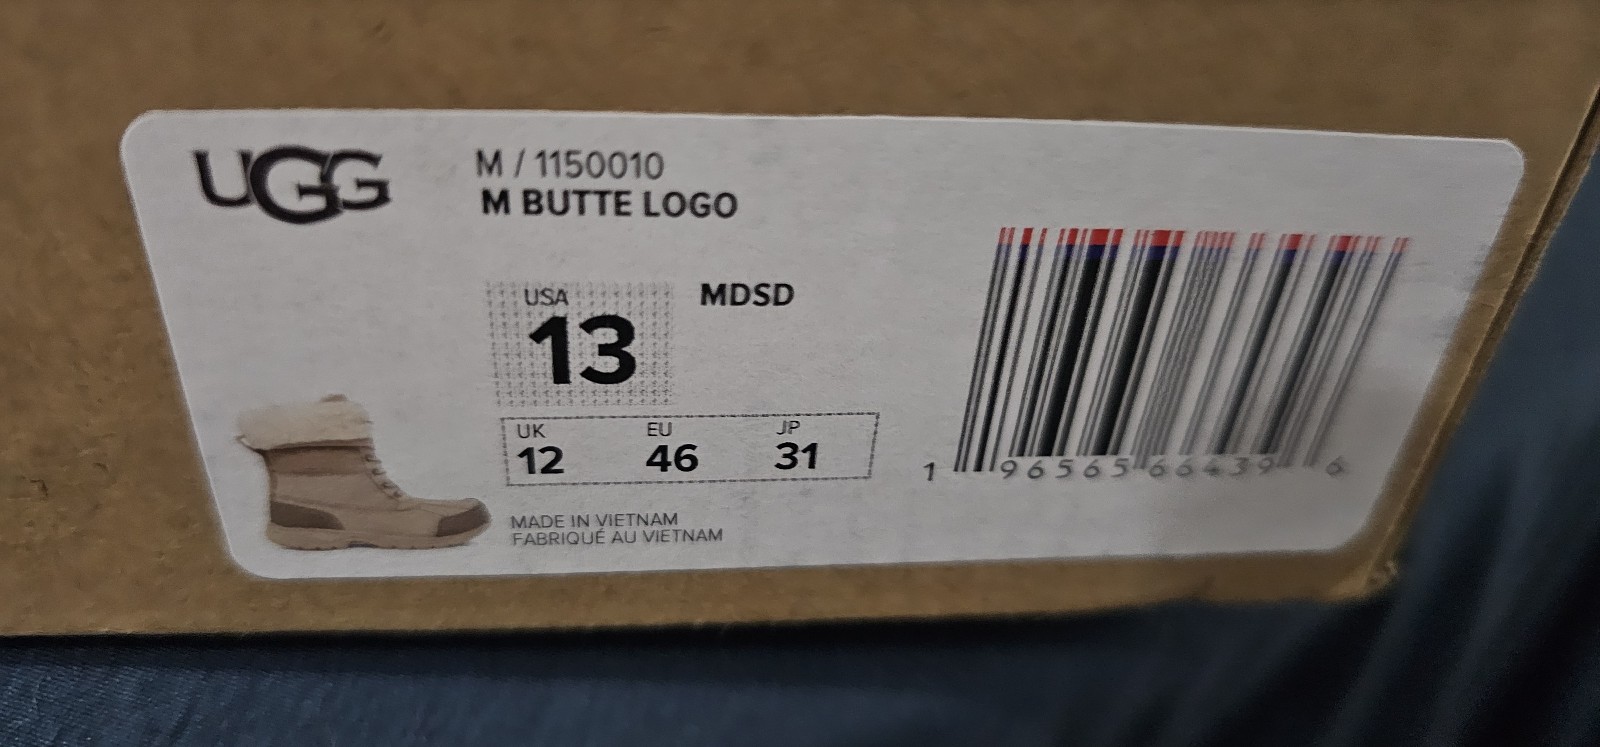 UGG
M / 1150010
M BUTTE LOGO
USA
13
MDSD
UK EU JP
12 46 31
MADE IN VIETNAM
FABRIQUÉ AU VIETNAM
1 96565 66439 6